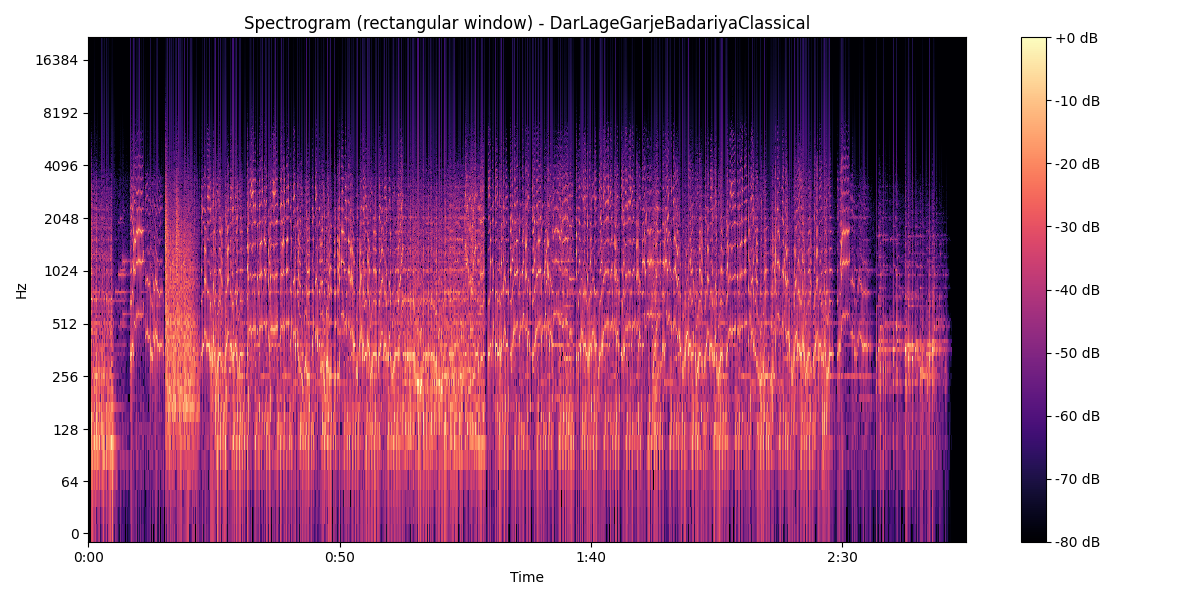 Spectrogram (rectangular window) - DarLageGarjeBadariyaClassical
Hz
16384
8192
4096
2048
1024
512
256
128
64
0
0:00
0:50
1:40
2:30
Time
+0 dB
-10 dB
-20 dB
-30 dB
-40 dB
-50 dB
-60 dB
-70 dB
-80 dB